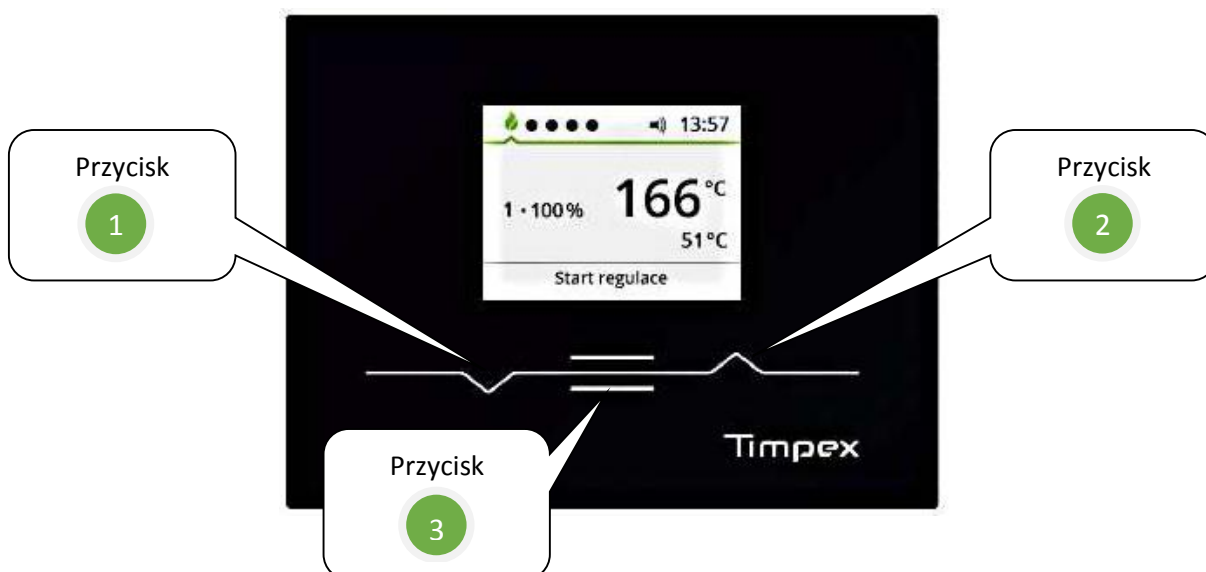 13:57
Przycisk
1
Przycisk
2
1 • 100% 166 °C
51°C
Start regulace
Timpex
Przycisk
3